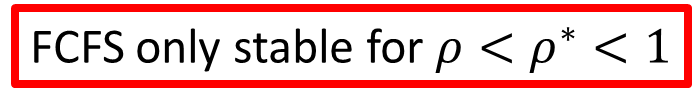 FCFS only stable for ρ < ρ* < 1